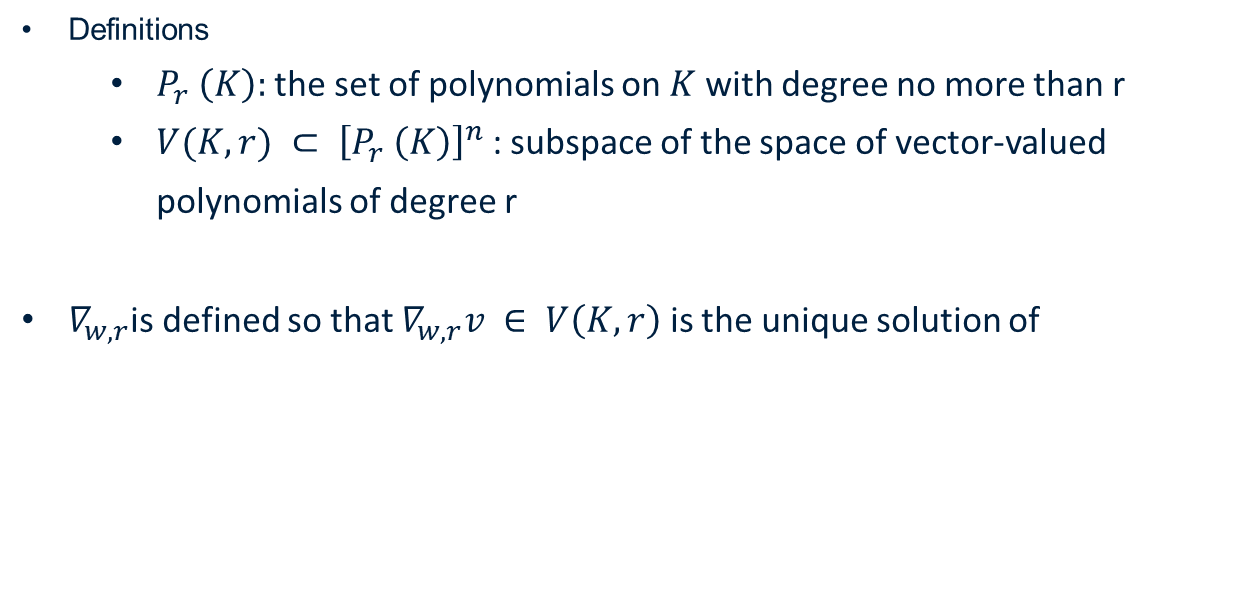 • Definitions
• 𝑃ᵣ (𝐾): the set of polynomials on 𝐾 with degree no more than r
• 𝑉(𝐾, 𝑟) ⊂ [𝑃ᵣ (𝐾)]ⁿ : subspace of the space of vector-valued
polynomials of degree r
• ∇_{w,r} is defined so that ∇_{w,r} 𝑣 ∈ 𝑉(𝐾, 𝑟) is the unique solution of